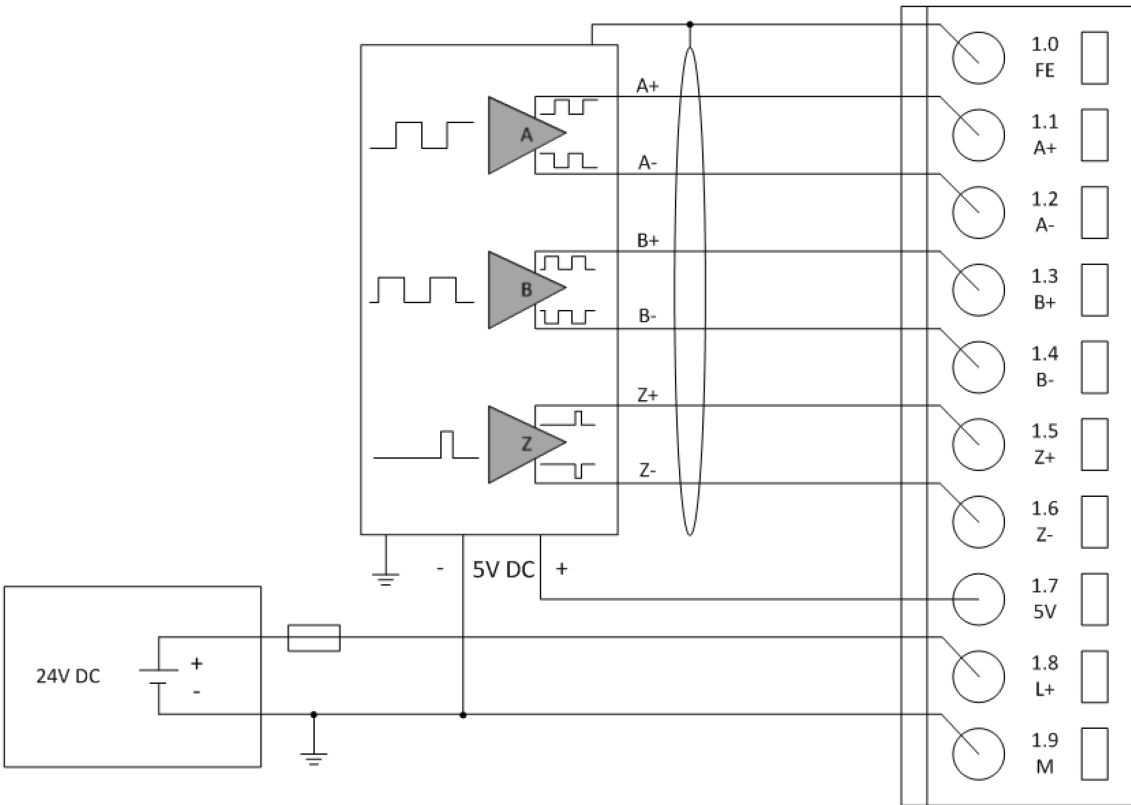 1.0
FE
A+
1.1
A+
A
A-
1.2
A-
B+
1.3
B+
B
B-
1.4
B-
Z+
1.5
Z+
Z
Z-
1.6
Z-
- 5V DC +
1.7
5V
24V DC
+
-
1.8
L+
1.9
M